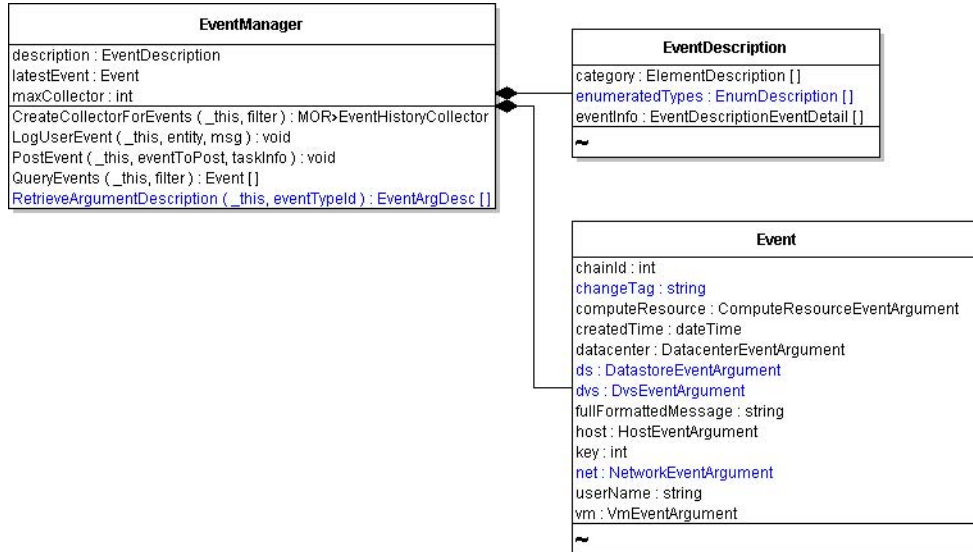 EventManager
description : EventDescription
latestEvent : Event
maxCollector : int
CreateCollectorForEvents ( _this, filter ) : MOR>EventHistoryCollector
LogUserEvent ( _this, entity, msg ) : void
PostEvent ( _this, eventToPost, taskInfo ) : void
QueryEvents ( _this, filter ) : Event [ ]
RetrieveArgumentDescription ( _this, eventTypeId ) : EventArgDesc [ ]
EventDescription
category : ElementDescription [ ]
enumeratedTypes : EnumDescription [ ]
eventInfo : EventDescriptionEventDetail [ ]
~
Event
chainId : int
changeTag : string
computeResource : ComputeResourceEventArgument
createdTime : dateTime
datacenter : DatacenterEventArgument
ds : DatastoreEventArgument
dvs : DvsEventArgument
fullFormattedMessage : string
host : HostEventArgument
key : int
net : NetworkEventArgument
userName : string
vm : VmEventArgument
~